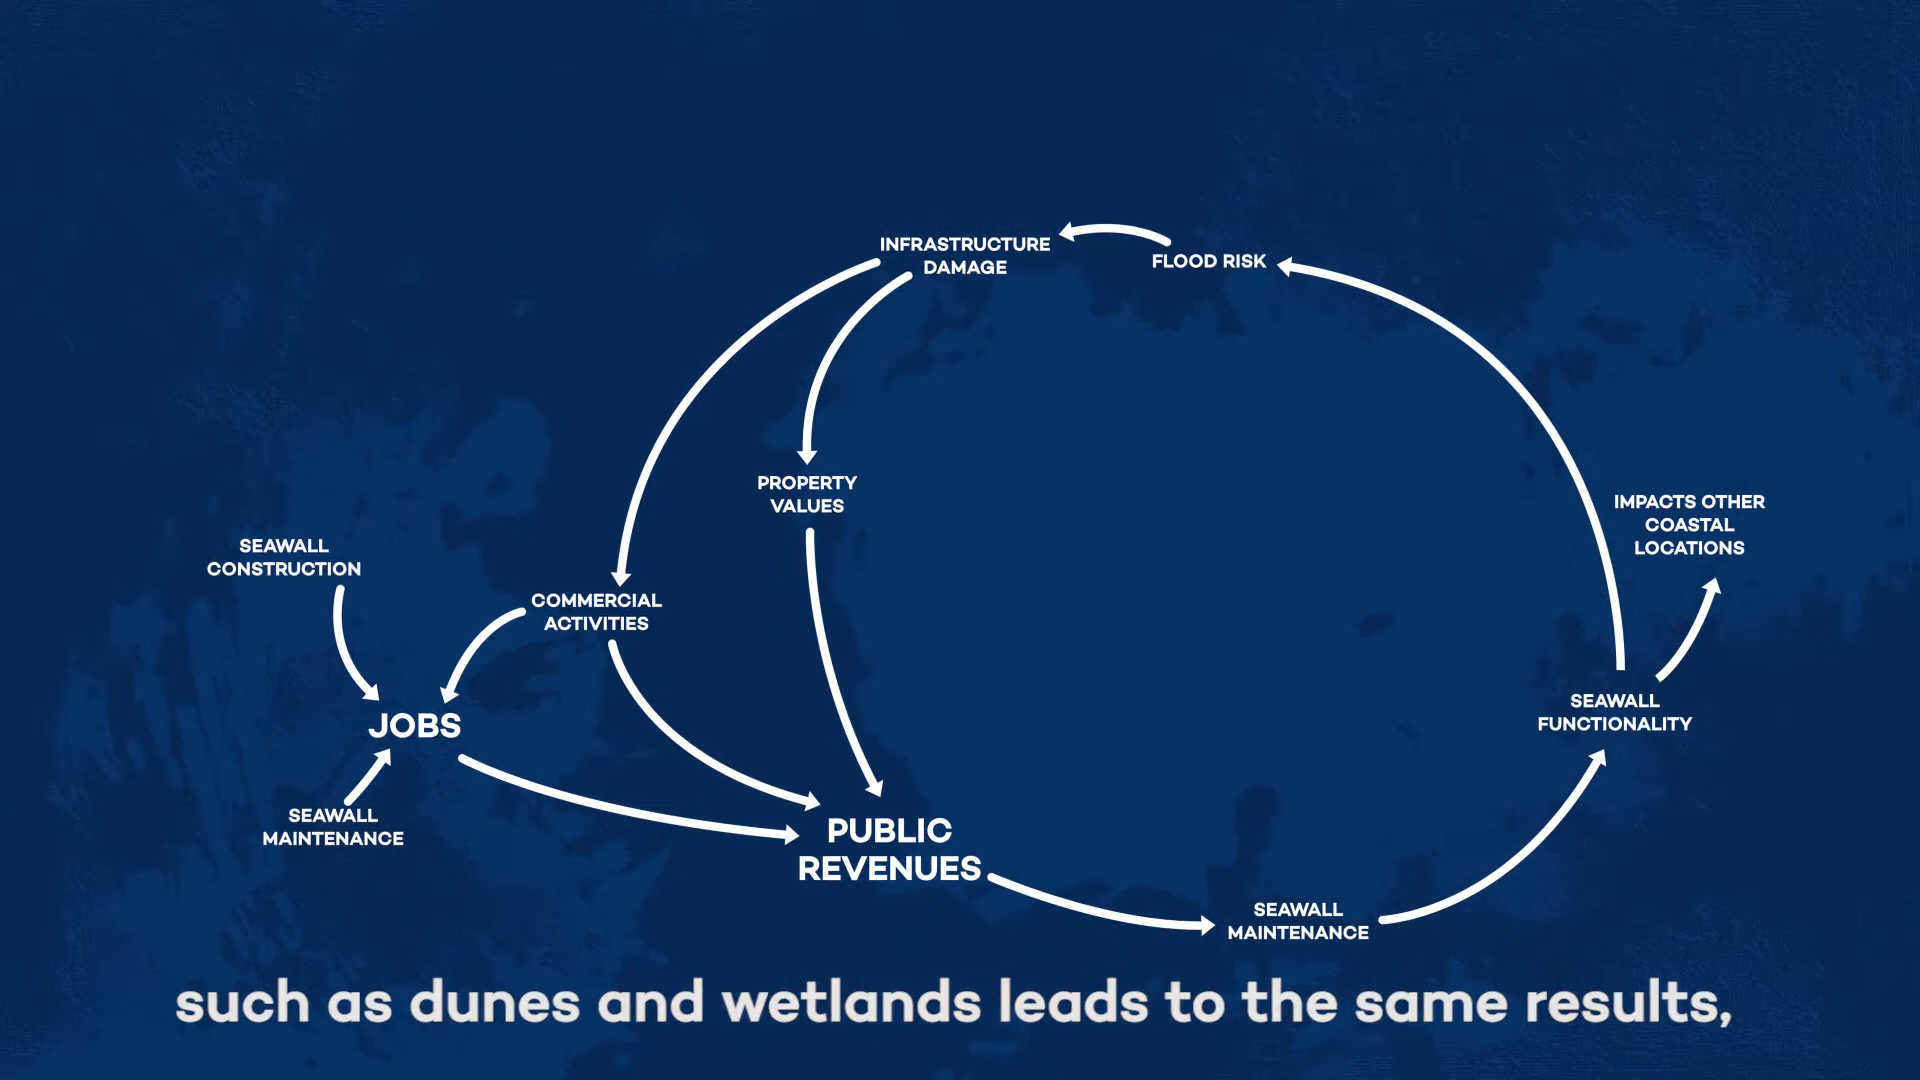 INFRASTRUCTURE
DAMAGE
FLOOD RISK
PROPERTY
VALUES
IMPACTS OTHER
COASTAL
LOCATIONS
SEAWALL
CONSTRUCTION
COMMERCIAL
ACTIVITIES
JOBS
SEAWALL
FUNCTIONALITY
SEAWALL
MAINTENANCE
PUBLIC
REVENUES
SEAWALL
MAINTENANCE
such as dunes and wetlands leads to the same results,